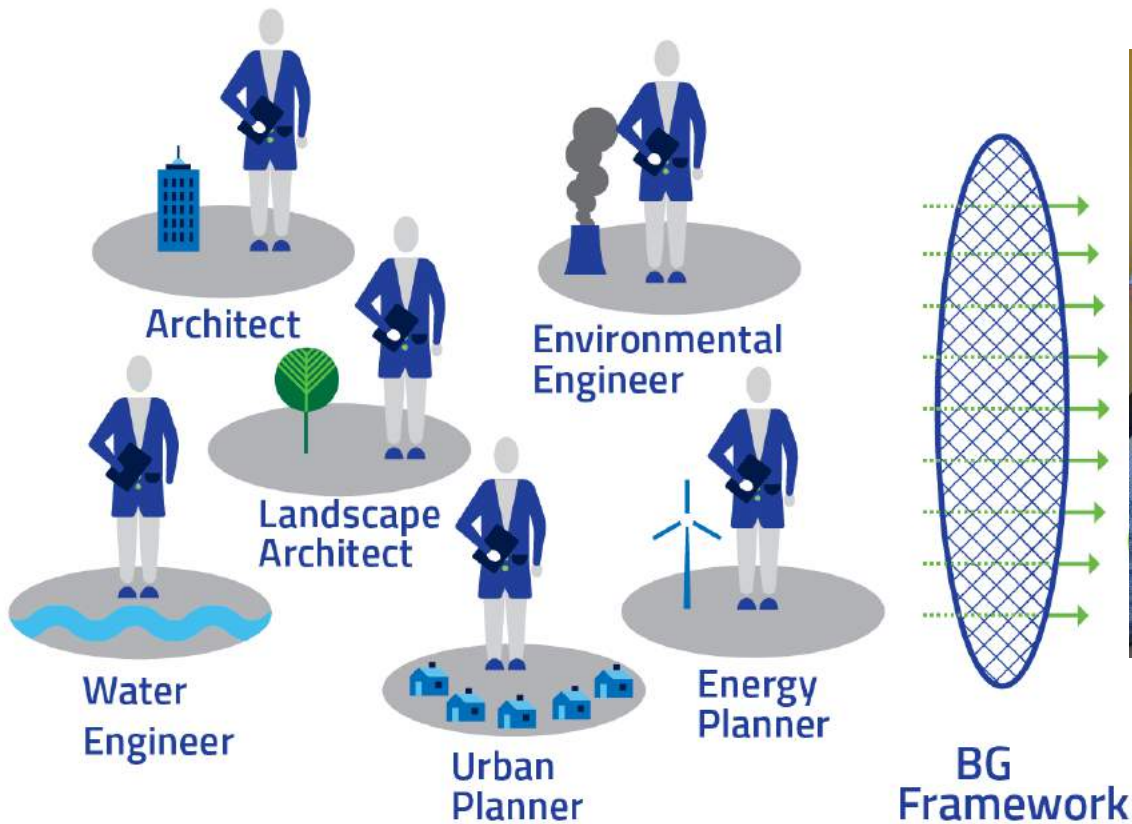 Architect
Environmental
Engineer
Landscape
Architect
Water
Engineer
Urban
Planner
Energy
Planner
BG
Framework